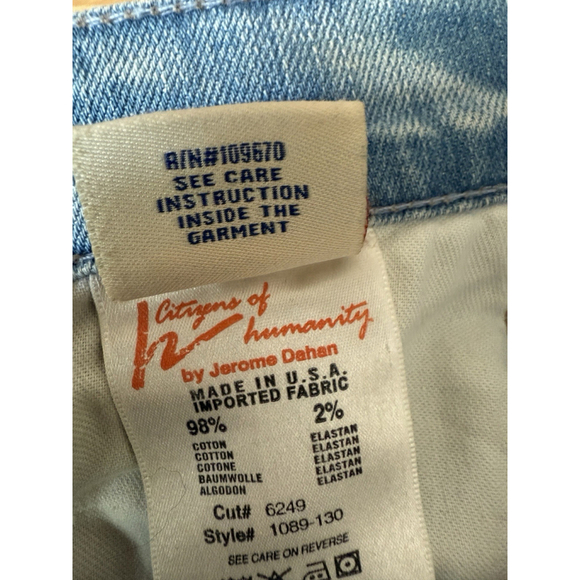 R/N#109670
SEE CARE
INSTRUCTION
INSIDE THE
GARMENT
Citizens of
humanity
by Jerome Dahan
MADE IN U.S.A.
IMPORTED FABRIC
98% 2%
COTON ELASTAN
COTTON ELASTAN
COTONE ELASTAN
BAUMWOLLE ELASTAN
ALGODON ELASTAN
Cut# 6249
Style# 1089-130
SEE CARE ON REVERSE